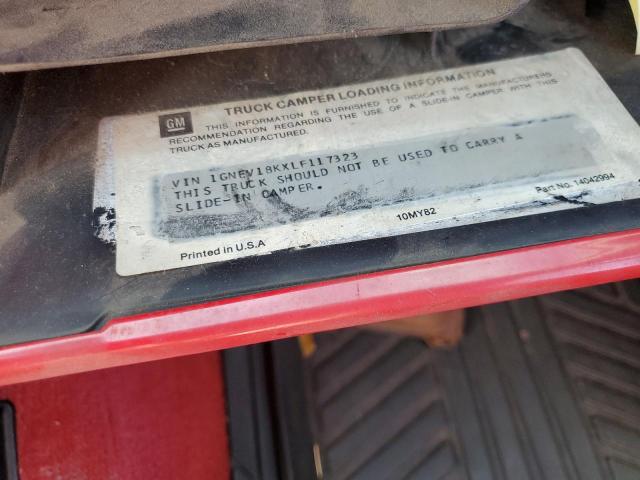 GM
TRUCK CAMPER LOADING INFORMATION
THIS INFORMATION IS FURNISHED TO INDICATE THE MANUFACTURERS
RECOMMENDATION REGARDING THE USE OF A SLIDE-IN CAMPER WITH THIS
TRUCK AS MANUFACTURED.
VIN 1GNEV18KXLF117323
THIS TRUCK SHOULD NOT BE USED TO CARRY A
SLIDE-IN CAMPER.
Part No. 14042994
10MY82
Printed in U.S.A